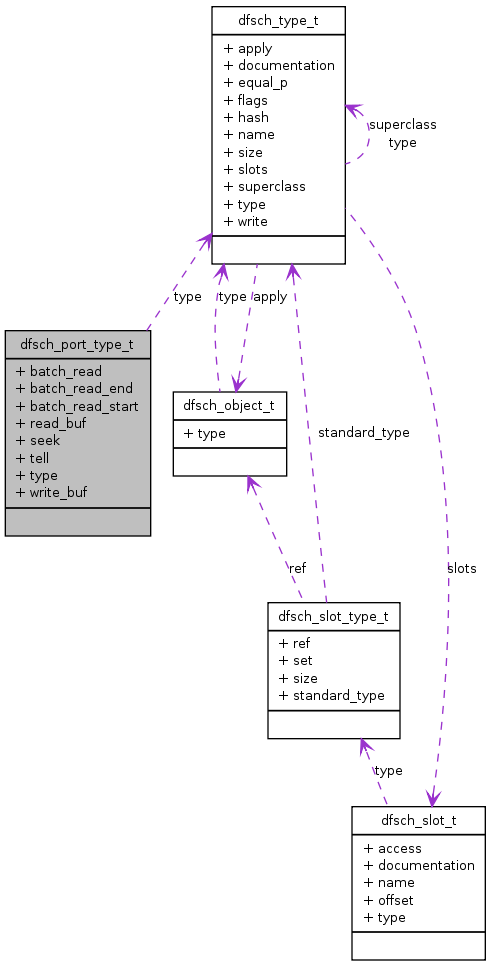 dfsch_type_t
+ apply
+ documentation
+ equal_p
+ flags
+ hash
+ name
+ size
+ slots
+ superclass
+ type
+ write
superclass
type
type
type
apply
dfsch_port_type_t
+ batch_read
+ batch_read_end
+ batch_read_start
+ read_buf
+ seek
+ tell
+ type
+ write_buf
dfsch_object_t
+ type
standard_type
ref
slots
dfsch_slot_type_t
+ ref
+ set
+ size
+ standard_type
type
dfsch_slot_t
+ access
+ documentation
+ name
+ offset
+ type